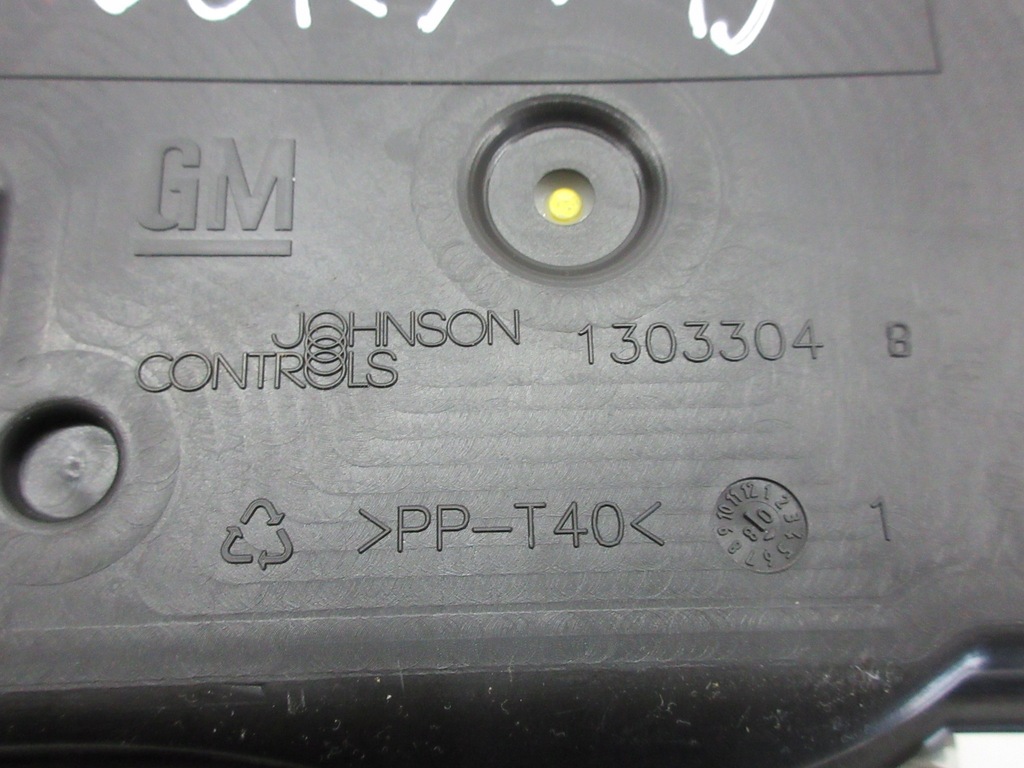 GM
JOHNSON
CONTROLS
1303304 B
>PP-T40<
1